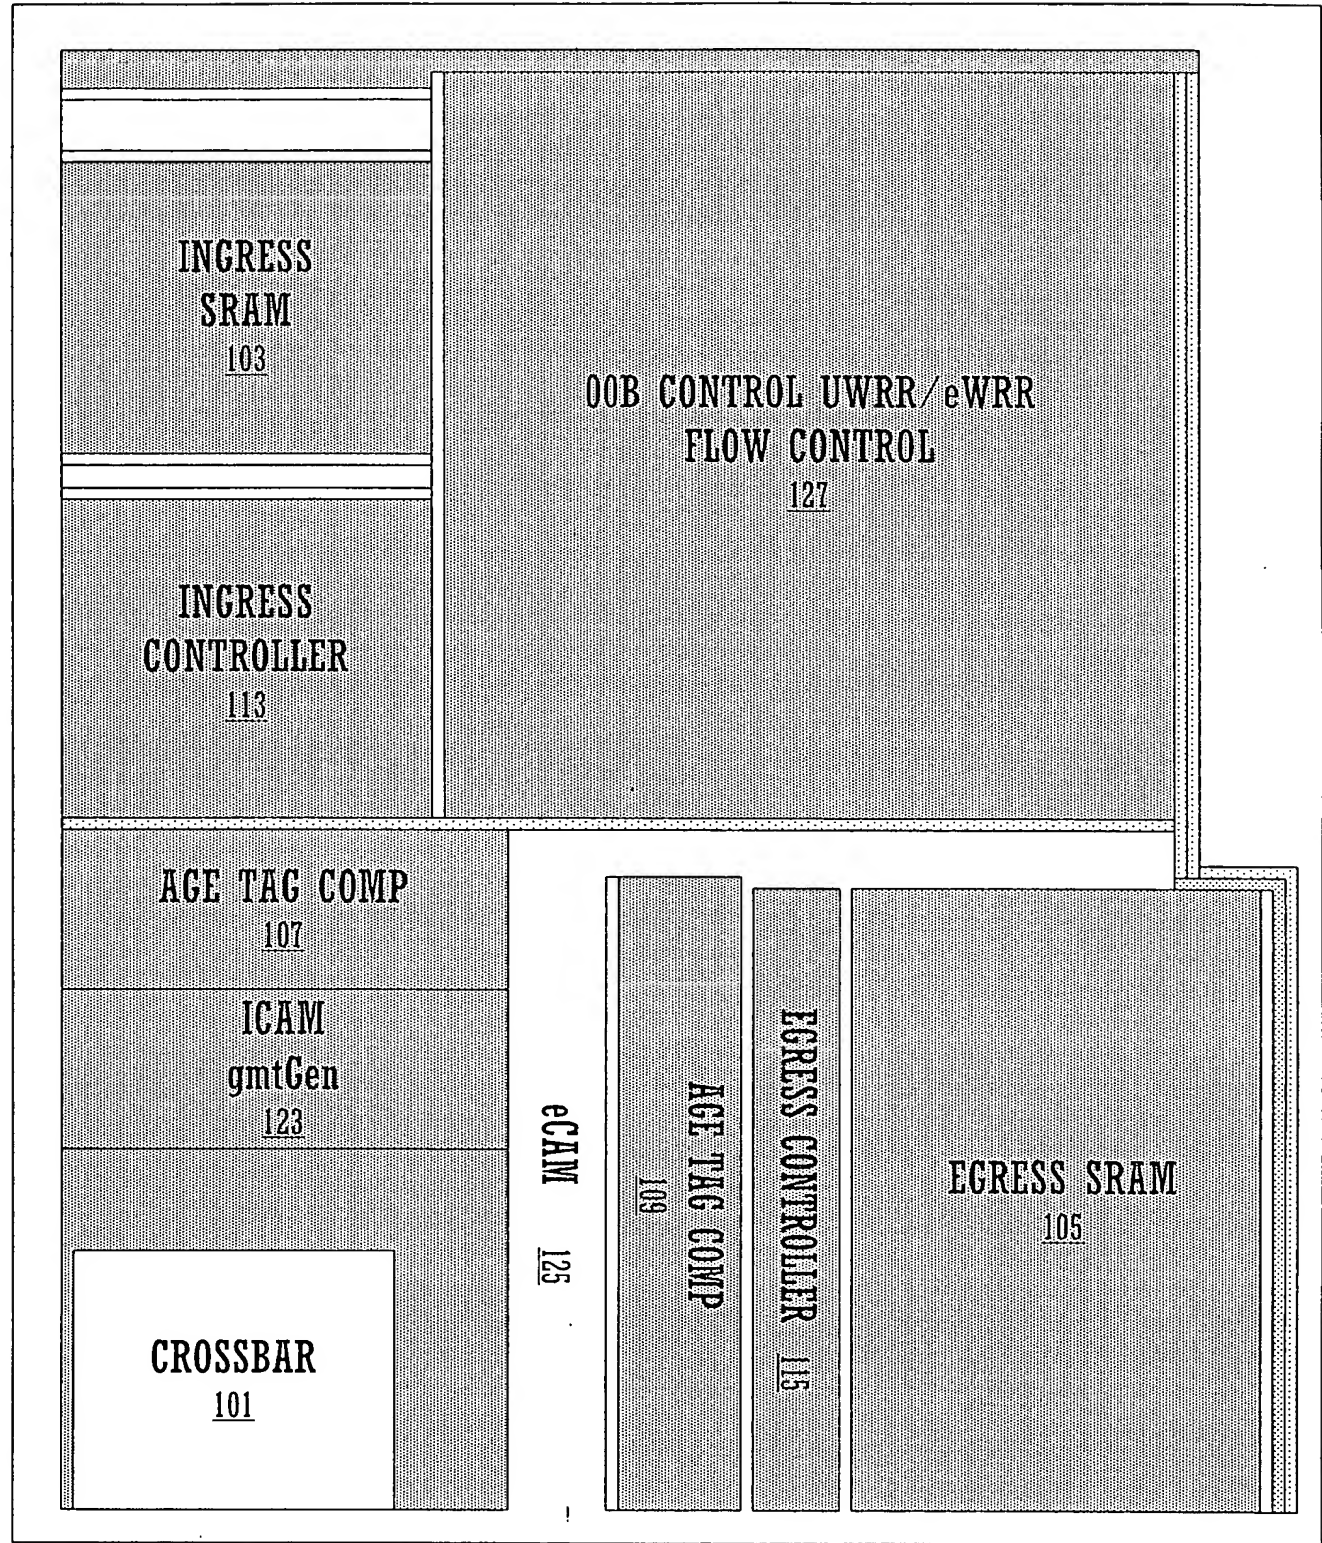 INGRESS
SRAM
103
OOB CONTROL UWRR/eWRR
FLOW CONTROL
127
INGRESS
CONTROLLER
113
AGE TAG COMP
107
ICAM
gmtGen
123
CROSSBAR
101
eCAM 125
AGE TAG COMP
109
EGRESS CONTROLLER 115
EGRESS SRAM
105